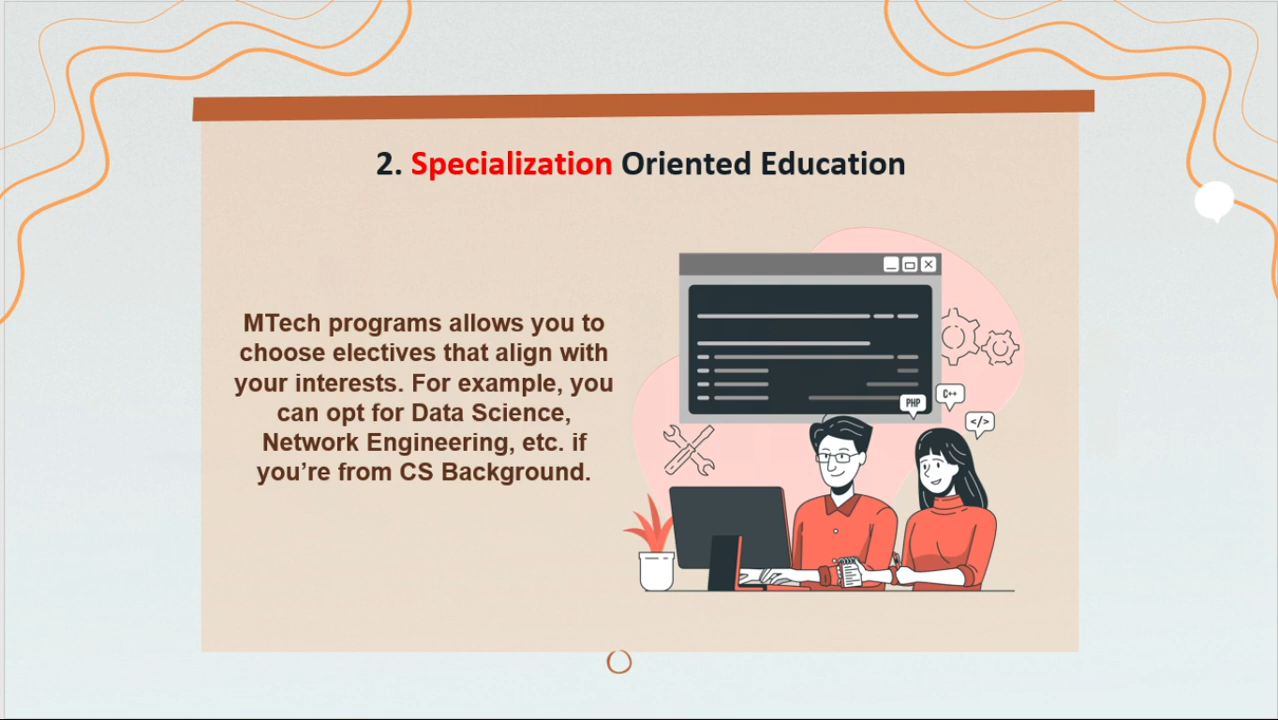 2. Specialization Oriented Education
MTech programs allows you to
choose electives that align with
your interests. For example, you
can opt for Data Science,
Network Engineering, etc. if
you’re from CS Background.
PHP
C++
</>